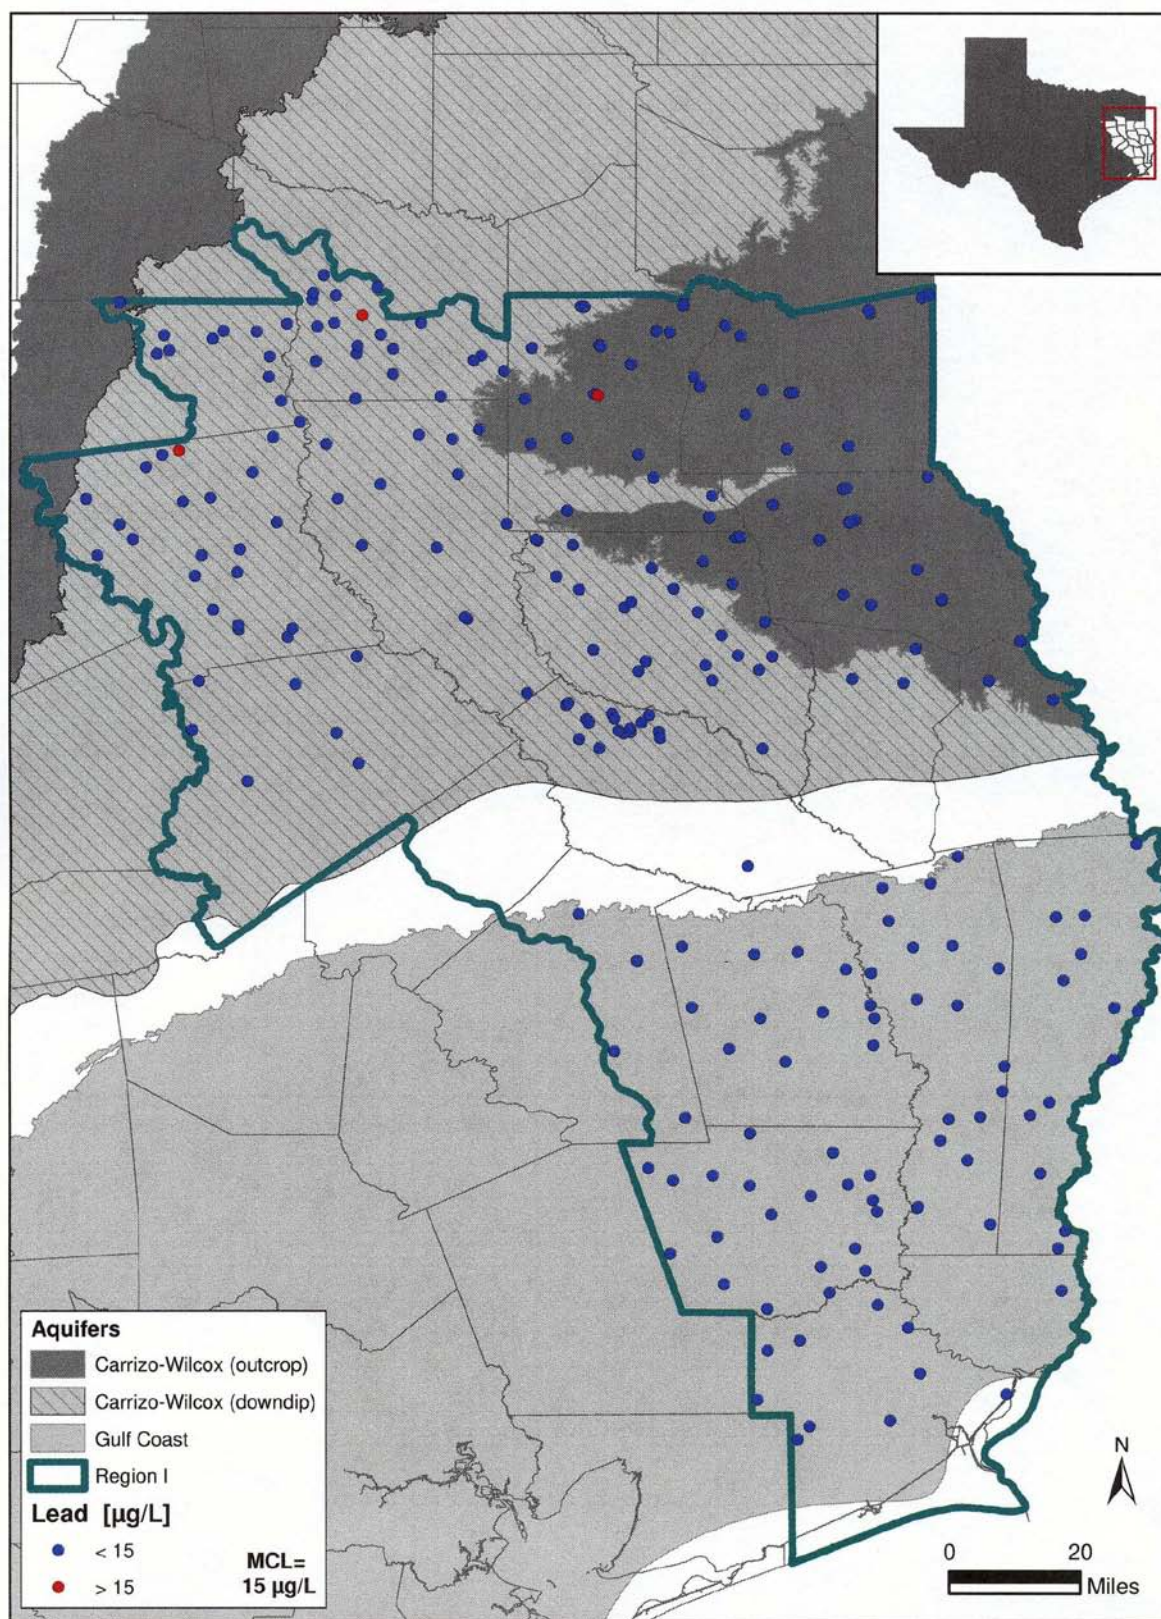 Aquifers
Carrizo-Wilcox (outcrop)
Carrizo-Wilcox (downdip)
Gulf Coast
Region I
Lead [µg/L]
< 15
> 15
MCL=
15 µg/L
N
0 20
Miles